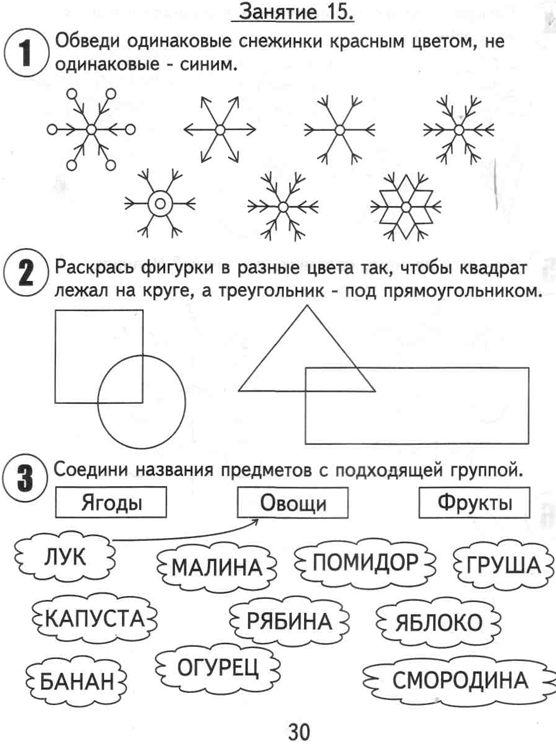 Занятие 15.
1 Обведи одинаковые снежинки красным цветом, не
одинаковые - синим.
2 Раскрась фигурки в разные цвета так, чтобы квадрат
лежал на круге, а треугольник - под прямоугольником.
3 Соедини названия предметов с подходящей группой.
Ягоды Овощи Фрукты
ЛУК МАЛИНА ПОМИДОР ГРУША
КАПУСТА РЯБИНА ЯБЛОКО
БАНАН ОГУРЕЦ СМОРОДИНА
30